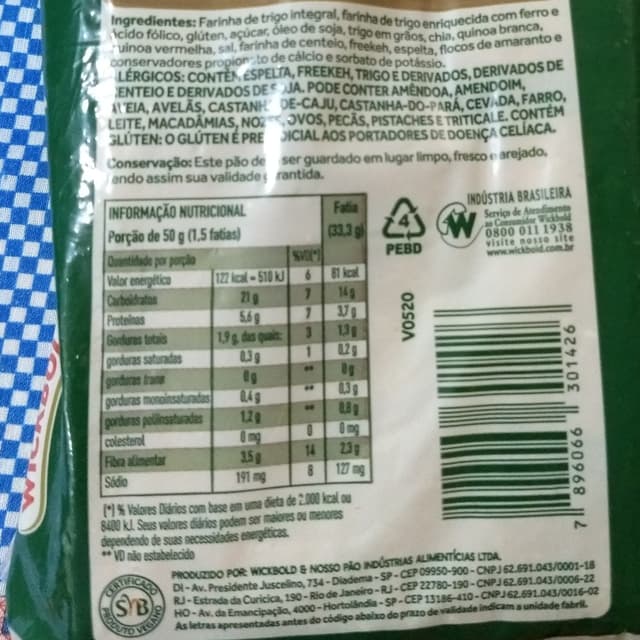 Ingredientes: Farinha de trigo integral, farinha de trigo enriquecida com ferro e
ácido fólico, glúten, açúcar, óleo de soja, trigo em grãos, chia, quinoa branca,
quinoa vermelha, sal, farinha de centeio, freekeh, espelta, flocos de amaranto e
conservadores propionato de cálcio e sorbato de potássio.
ALÉRGICOS: CONTÉM ESPELTA, FREEKEH, TRIGO E DERIVADOS, DERIVADOS DE
CENTEIO E DERIVADOS DE SOJA. PODE CONTER AMÊNDOA, AMENDOIM,
AVEIA, AVELÃS, CASTANHA-DE-CAJU, CASTANHA-DO-PARÁ, CEVADA, FARRO,
LEITE, MACADÂMIAS, NOZES, OVOS, PECÃS, PISTACHES E TRITICALE. CONTÉM
GLÚTEN: O GLÚTEN É PREJUDICIAL AOS PORTADORES DE DOENÇA CELÍACA.
Conservação: Este pão deve ser guardado em lugar limpo, fresco e arejado,
tendo assim sua validade garantida.
INFORMAÇÃO NUTRICIONAL
Porção de 50 g (1,5 fatias) Fatia (33,3 g)
Quantidade por porção %VD(*)
Valor energético 122 kcal = 510 kJ 6 81 kcal
Carboidratos 21 g 7 14 g
Proteínas 5,6 g 7 3,7 g
Gorduras totais 1,9 g, das quais: 3 1,3 g
gorduras saturadas 0,3 g 1 0,2 g
gorduras trans 0 g ** 0 g
gorduras monoinsaturadas 0,4 g ** 0,3 g
gorduras poliinsaturadas 1,2 g ** 0,8 g
colesterol 0 mg 0 0 mg
Fibra alimentar 3,5 g 14 2,3 g
Sódio 191 mg 8 127 mg
(*) % Valores Diários com base em uma dieta de 2.000 kcal ou
8400 kJ. Seus valores diários podem ser maiores ou menores
dependendo de suas necessidades energéticas.
** VD não estabelecido
4
PEBD
INDÚSTRIA BRASILEIRA
W
Serviço de Atendimento
ao Consumidor Wickbold
0800 011 1938
visite nosso site
www.wickbold.com.br
V0520
7 896066 301426
WICKBOLD
CERTIFICADO
SVB
PRODUTO VEGANO
PRODUZIDO POR: WICKBOLD & NOSSO PÃO INDÚSTRIAS ALIMENTÍCIAS LTDA.
DI - Av. Presidente Juscelino, 734 - Diadema - SP - CEP 09950-900 - CNPJ 62.691.043/0001-18
RJ - Estrada da Curicica, 190 - Rio de Janeiro - RJ - CEP 22780-190 - CNPJ 62.691.043/0006-22
HO - Av. da Emancipação, 4000 - Hortolândia - SP - CEP 13186-410 - CNPJ 62.691.043/0016-02
As letras apresentadas antes do código abaixo do prazo de validade indicam a unidade fabril.